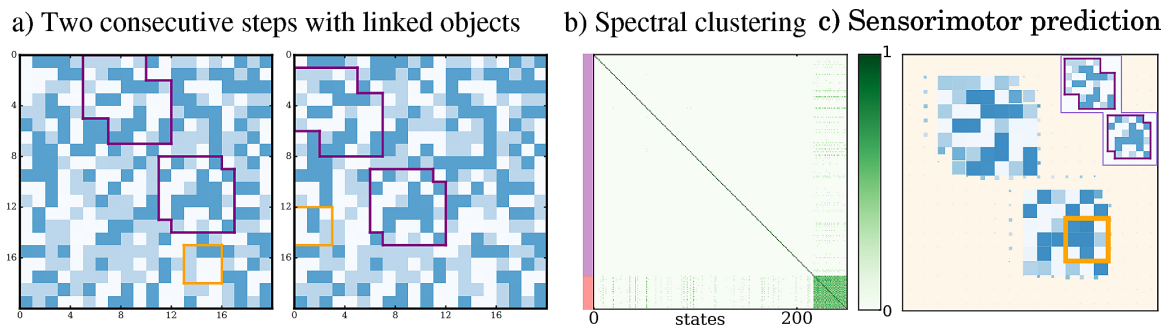 a) Two consecutive steps with linked objects
b) Spectral clustering
c) Sensorimotor prediction
0
4
8
12
16
0 4 8 12 16
0
4
8
12
16
0 4 8 12 16
0 states 200
1
0